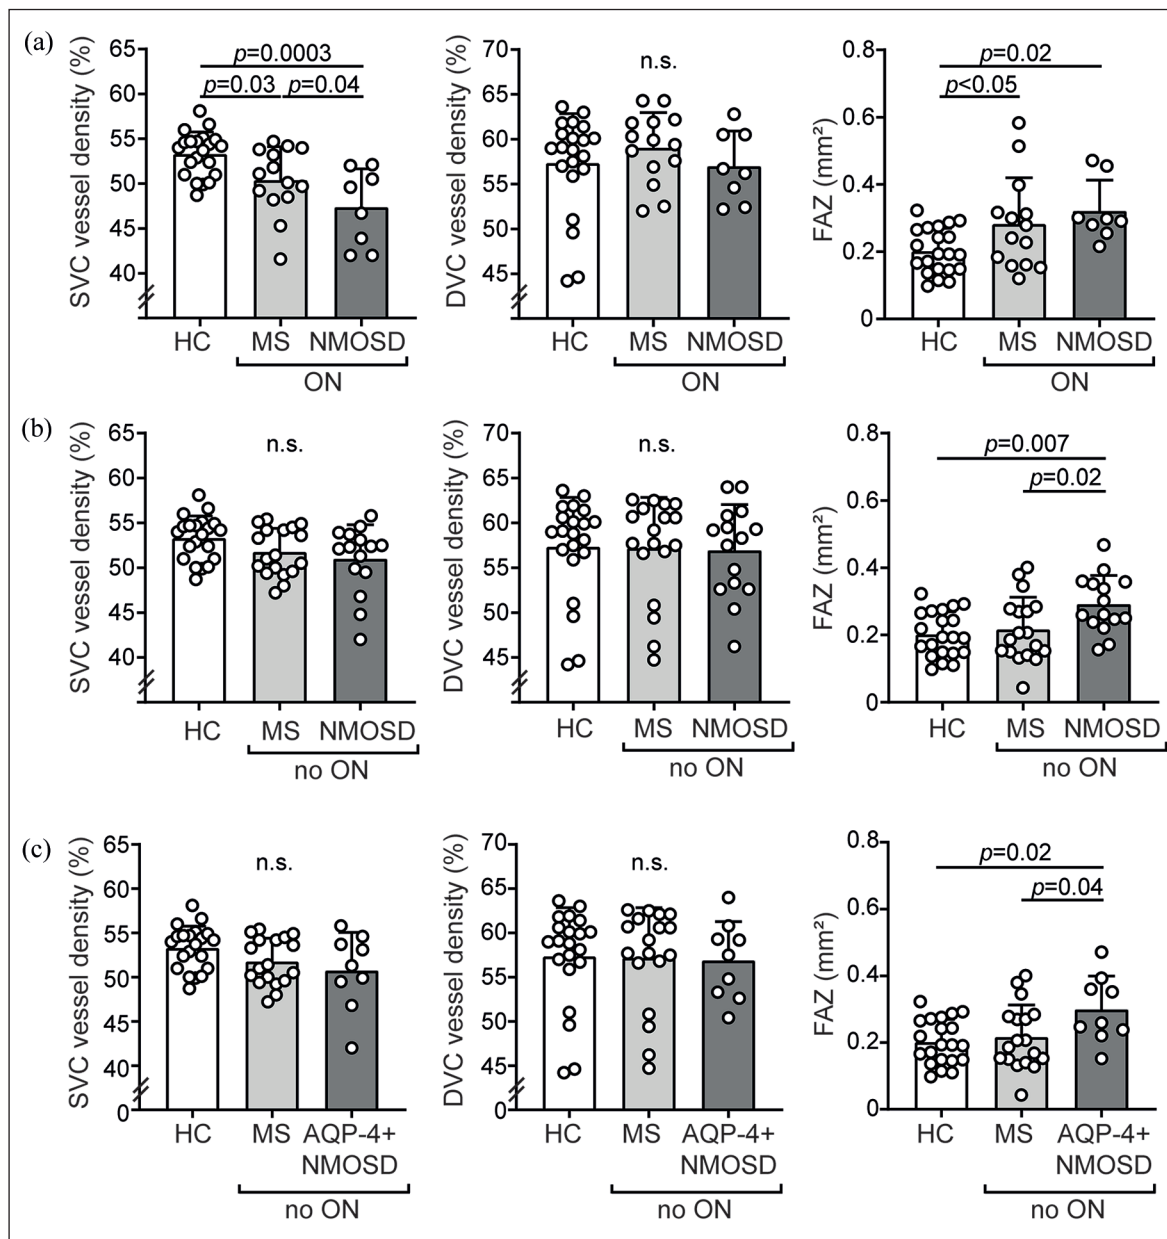 (a)
SVC vessel density (%)
65
60
55
50
45
40
p=0.0003
p=0.03
p=0.04
HC
MS
NMOSD
ON
DVC vessel density (%)
70
65
60
55
50
45
n.s.
HC
MS
NMOSD
ON
FAZ (mm²)
0.8
0.6
0.4
0.2
0
p=0.02
p<0.05
HC
MS
NMOSD
ON
(b)
SVC vessel density (%)
65
60
55
50
45
40
n.s.
HC
MS
NMOSD
no ON
DVC vessel density (%)
70
65
60
55
50
45
n.s.
HC
MS
NMOSD
no ON
FAZ (mm²)
0.8
0.6
0.4
0.2
0
p=0.007
p=0.02
HC
MS
NMOSD
no ON
(c)
SVC vessel density (%)
65
60
55
50
45
40
0
n.s.
HC
MS
AQP-4+
NMOSD
no ON
DVC vessel density (%)
70
65
60
55
50
45
0
n.s.
HC
MS
AQP-4+
NMOSD
no ON
FAZ (mm²)
0.8
0.6
0.4
0.2
0
p=0.02
p=0.04
HC
MS
AQP-4+
NMOSD
no ON